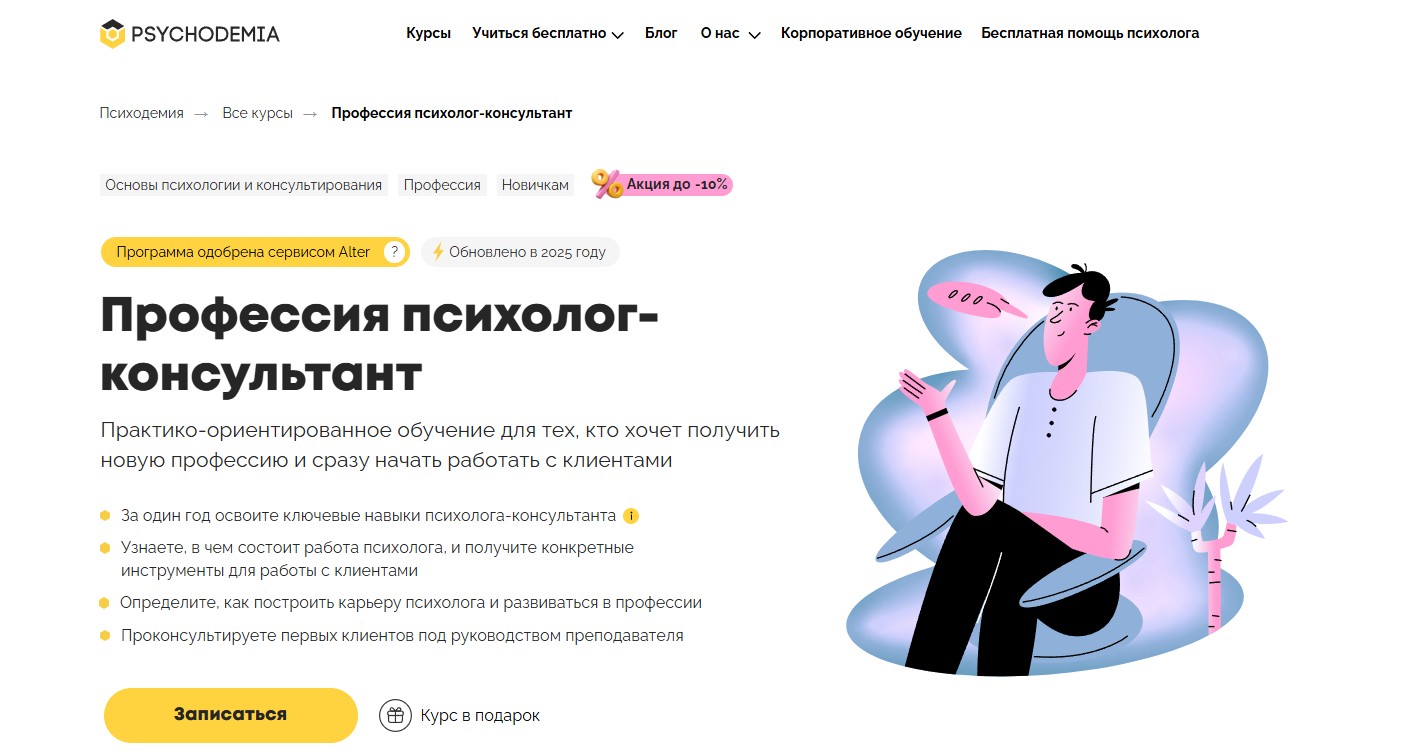 PSYCHODEMIA
Курсы Учиться бесплатно Блог О нас Корпоративное обучение Бесплатная помощь психолога
Психодемия → Все курсы → Профессия психолог-консультант
Основы психологии и консультирования Профессия Новичкам % Акция до -10%
Программа одобрена сервисом Alter ? Обновлено в 2025 году
Профессия психолог-
консультант
Практико-ориентированное обучение для тех, кто хочет получить
новую профессию и сразу начать работать с клиентами
За один год освоите ключевые навыки психолога-консультанта i
Узнаете, в чем состоит работа психолога, и получите конкретные
инструменты для работы с клиентами
Определите, как построить карьеру психолога и развиваться в профессии
Проконсультируете первых клиентов под руководством преподавателя
Записаться Курс в подарок